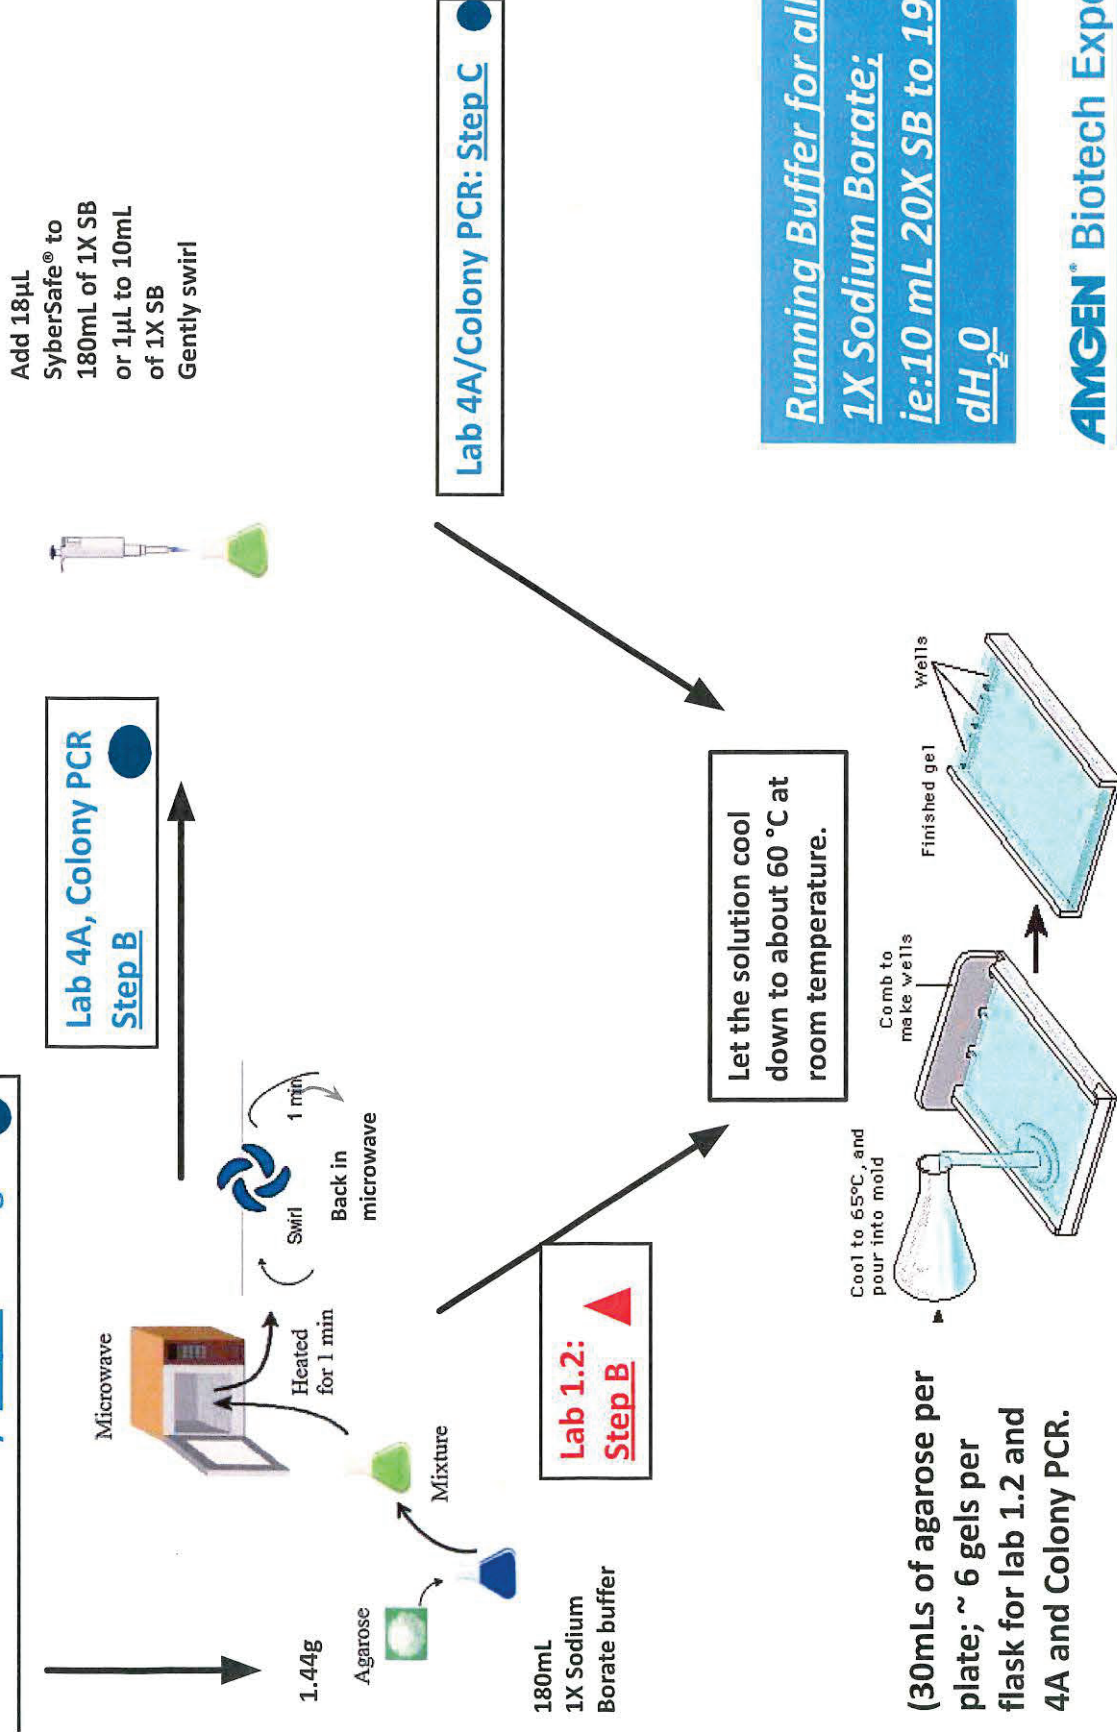 1.44g
Agarose
180mL
1X Sodium
Borate buffer
Mixture
Microwave
Heated
for 1 min
Swirl
1 min
Back in
microwave
Lab 4A, Colony PCR
Step B
Add 18µL
SyberSafe® to
180mL of 1X SB
or 1µL to 10mL
of 1X SB
Gently swirl
Lab 1.2:
Step B
Lab 4A/Colony PCR: Step C
Let the solution cool
down to about 60 °C at
room temperature.
(30mLs of agarose per
plate; ~ 6 gels per
flask for lab 1.2 and
4A and Colony PCR.
Cool to 65°C, and
pour into mold
Comb to
make wells
Finished gel
Wells
Running Buffer for all
1X Sodium Borate;
ie:10 mL 20X SB to 19
dH₂0
AMGEN® Biotech Expe